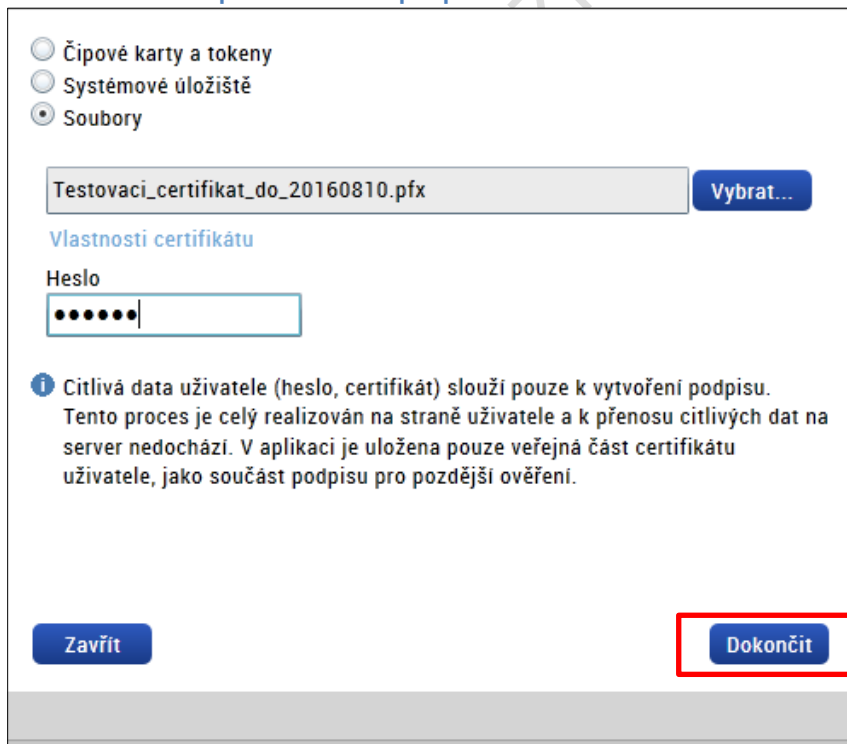 Čipové karty a tokeny
Systémové úložiště
Soubory
Testovaci_certifikat_do_20160810.pfx
Vybrat...
Vlastnosti certifikátu
Heslo
••••••
Citlivá data uživatele (heslo, certifikát) slouží pouze k vytvoření podpisu.
Tento proces je celý realizován na straně uživatele a k přenosu citlivých dat na
server nedochází. V aplikaci je uložena pouze veřejná část certifikátu
uživatele, jako součást podpisu pro pozdější ověření.
Zavřít
Dokončit